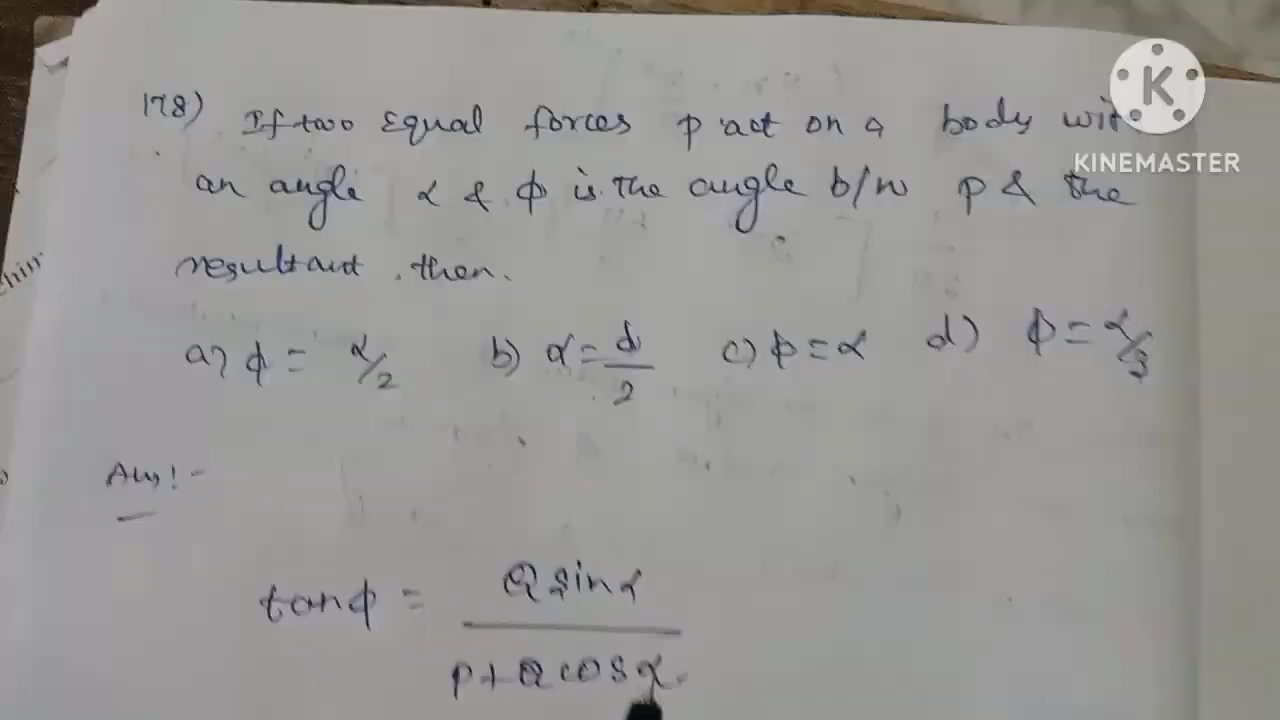 178) If two Equal forces P act on a body wit
an angle α & ϕ is the angle b/w P & the
resultant . then.
a) ϕ = α/2 b) α = ϕ/2 c) ϕ = α d) ϕ = α/3
Ans :-
tanϕ = Q sinα
P + Q cosα
K
KINEMASTER